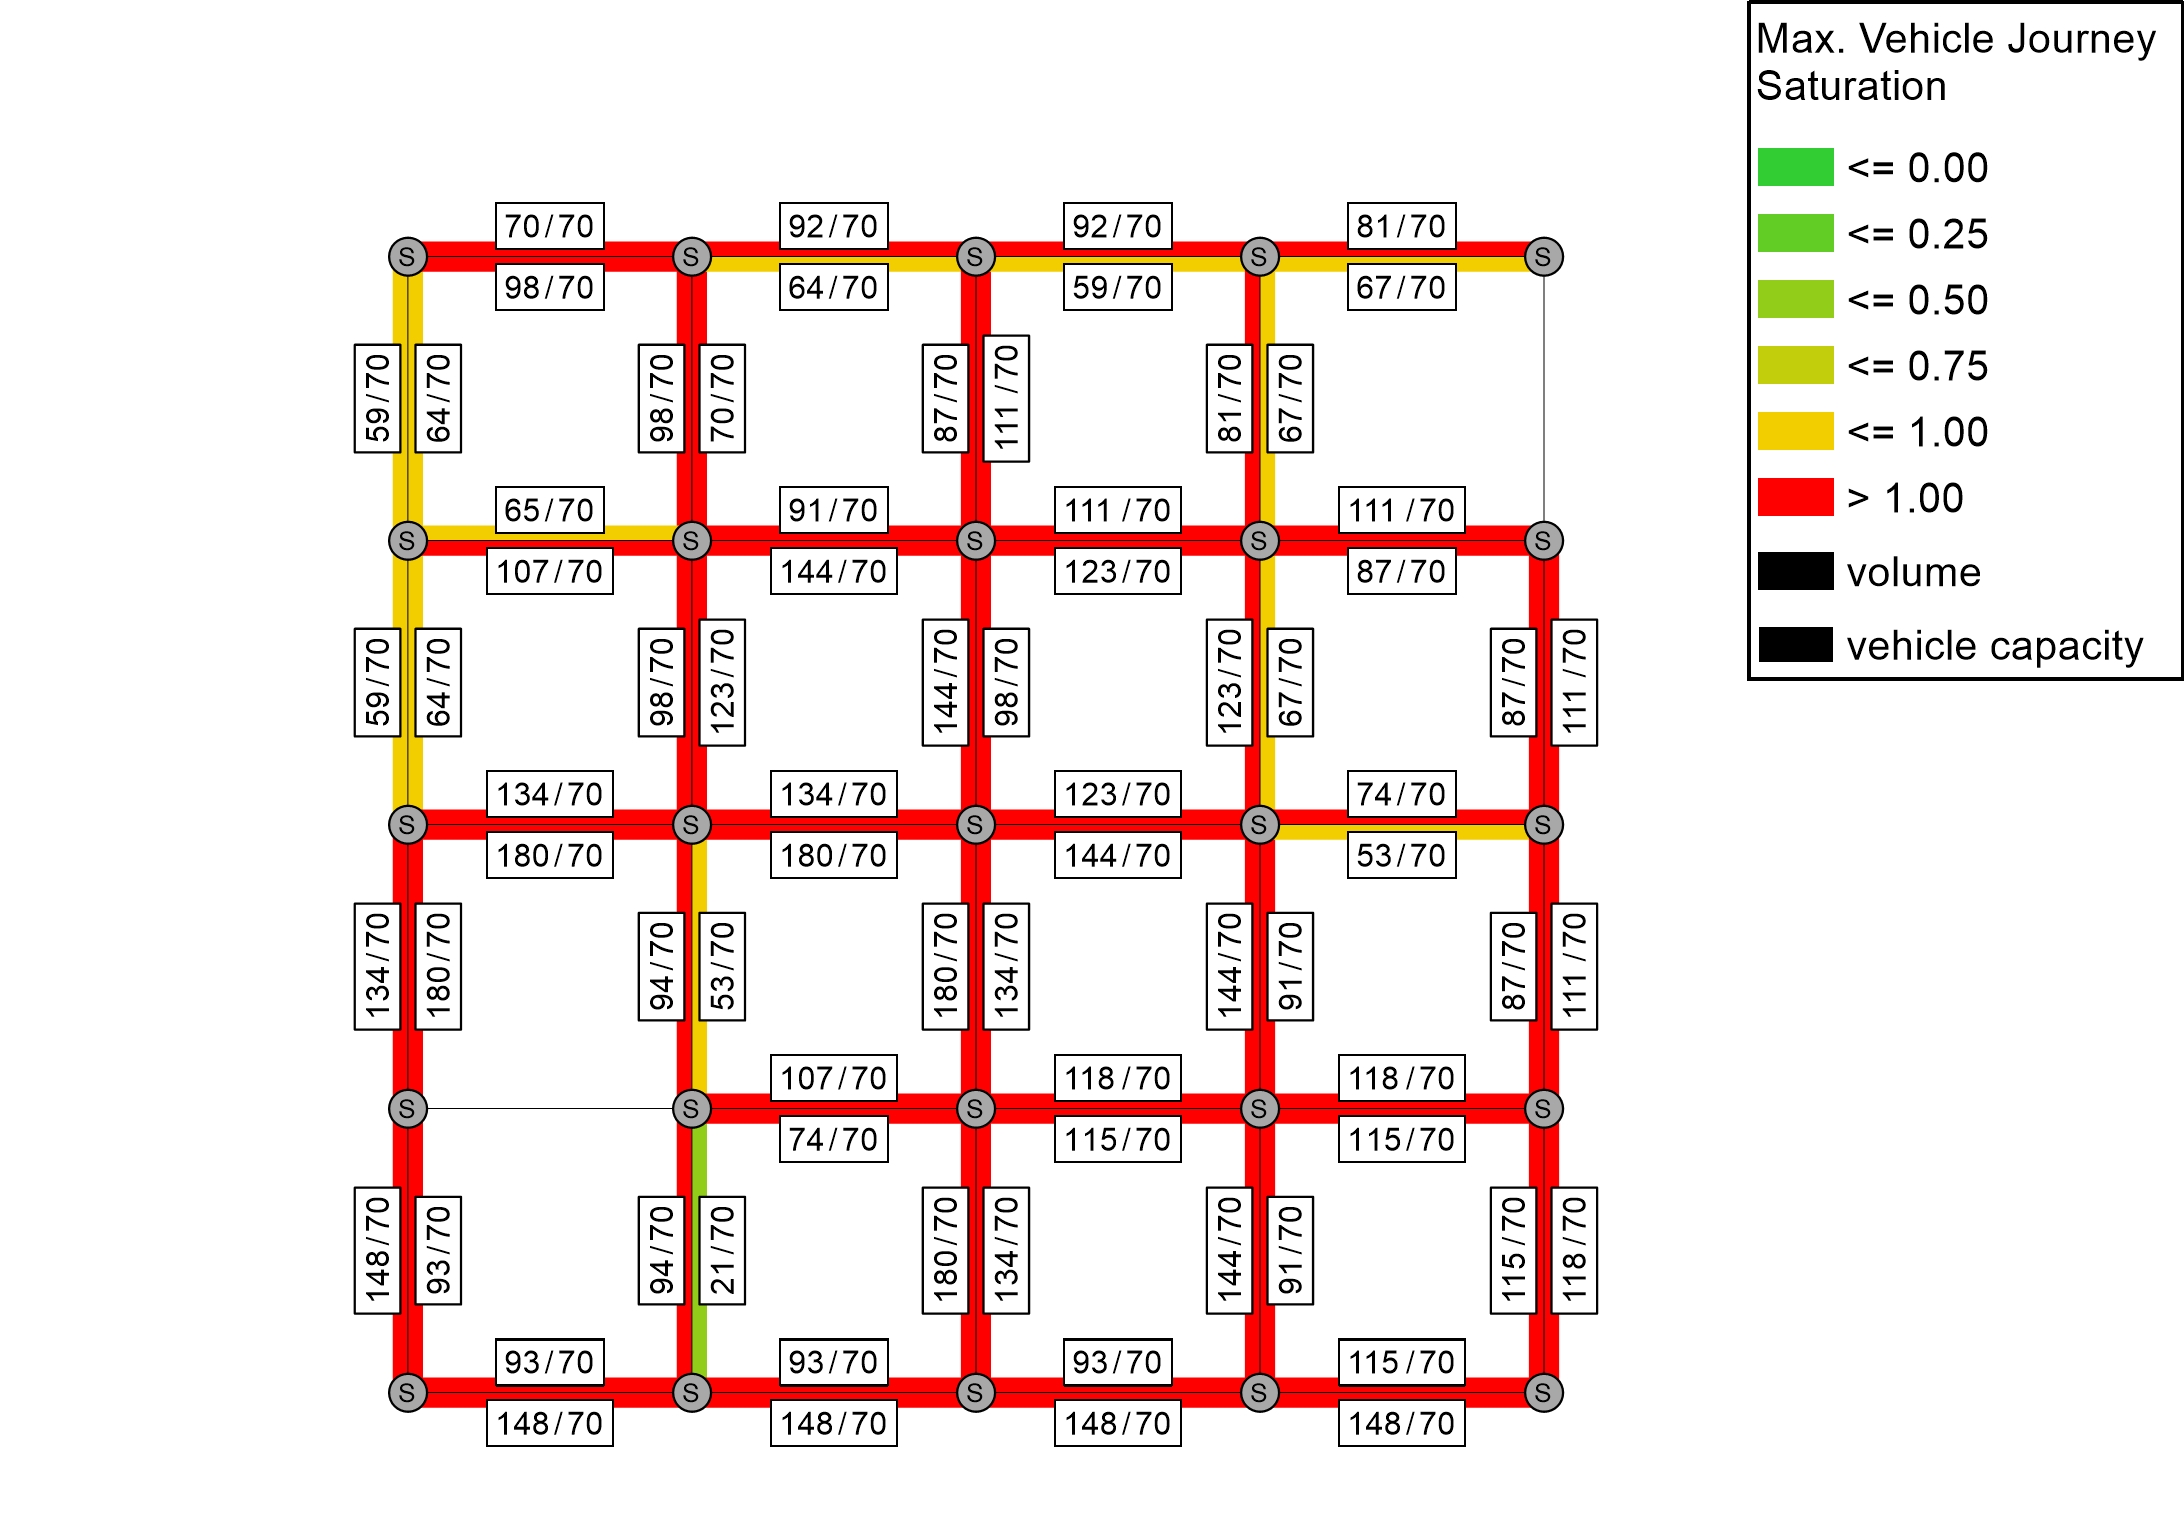 Max. Vehicle Journey
Saturation
<= 0.00
<= 0.25
<= 0.50
<= 0.75
<= 1.00
> 1.00
volume
vehicle capacity
70/70
92/70
92/70
81/70
S
S
S
S
S
98/70
64/70
59/70
67/70
59/70
64/70
98/70
70/70
87/70
111/70
81/70
67/70
65/70
91/70
111/70
111/70
S
S
S
S
S
107/70
144/70
123/70
87/70
59/70
64/70
98/70
123/70
144/70
98/70
123/70
67/70
87/70
111/70
134/70
134/70
123/70
74/70
S
S
S
S
S
180/70
180/70
144/70
53/70
134/70
180/70
94/70
53/70
180/70
134/70
144/70
91/70
87/70
111/70
107/70
118/70
118/70
S
S
S
S
S
74/70
115/70
115/70
148/70
93/70
94/70
21/70
180/70
134/70
144/70
91/70
115/70
118/70
93/70
93/70
93/70
115/70
S
S
S
S
S
148/70
148/70
148/70
148/70